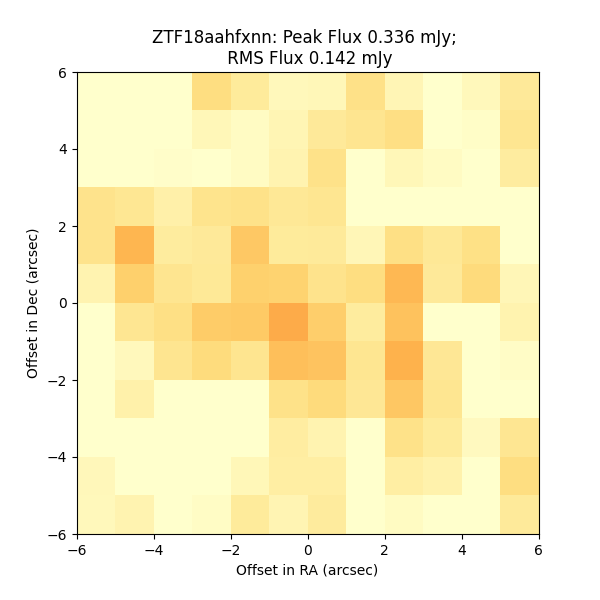 ZTF18aahfxnn: Peak Flux 0.336 mJy;
RMS Flux 0.142 mJy
6
4
2
0
−2
−4
−6
Offset in Dec (arcsec)
−6 −4 −2 0 2 4 6
Offset in RA (arcsec)